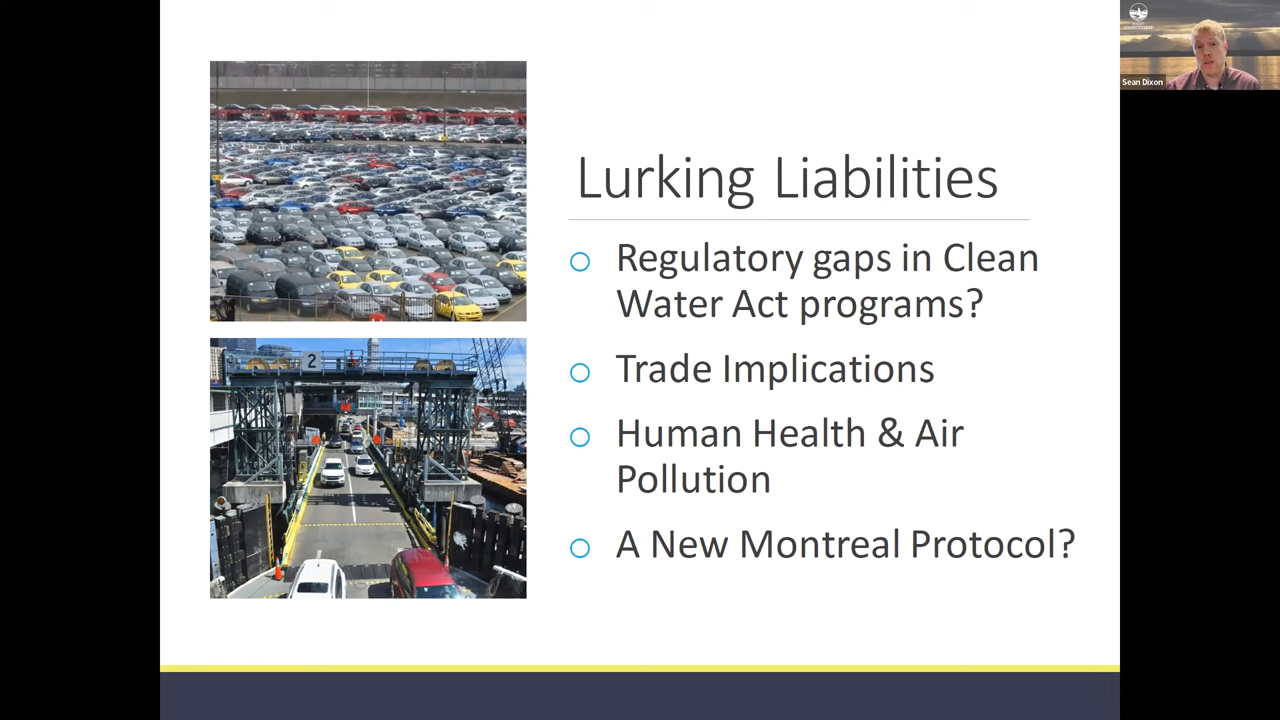 Lurking Liabilities
Regulatory gaps in Clean
Water Act programs?
Trade Implications
Human Health & Air
Pollution
A New Montreal Protocol?
2
Sean Dixon